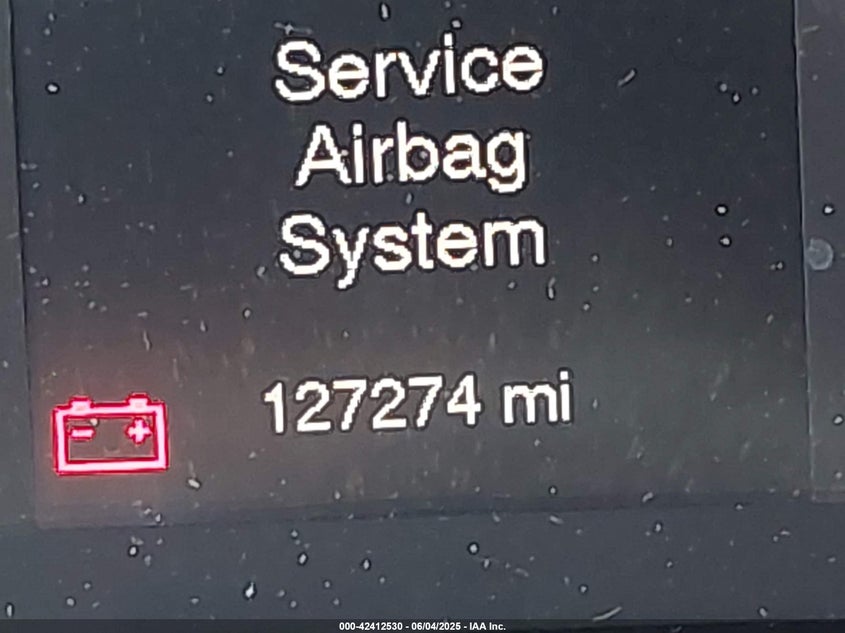 Service
Airbag
System
127274 mi
000-42412530 - 06/04/2025 - IAA Inc.